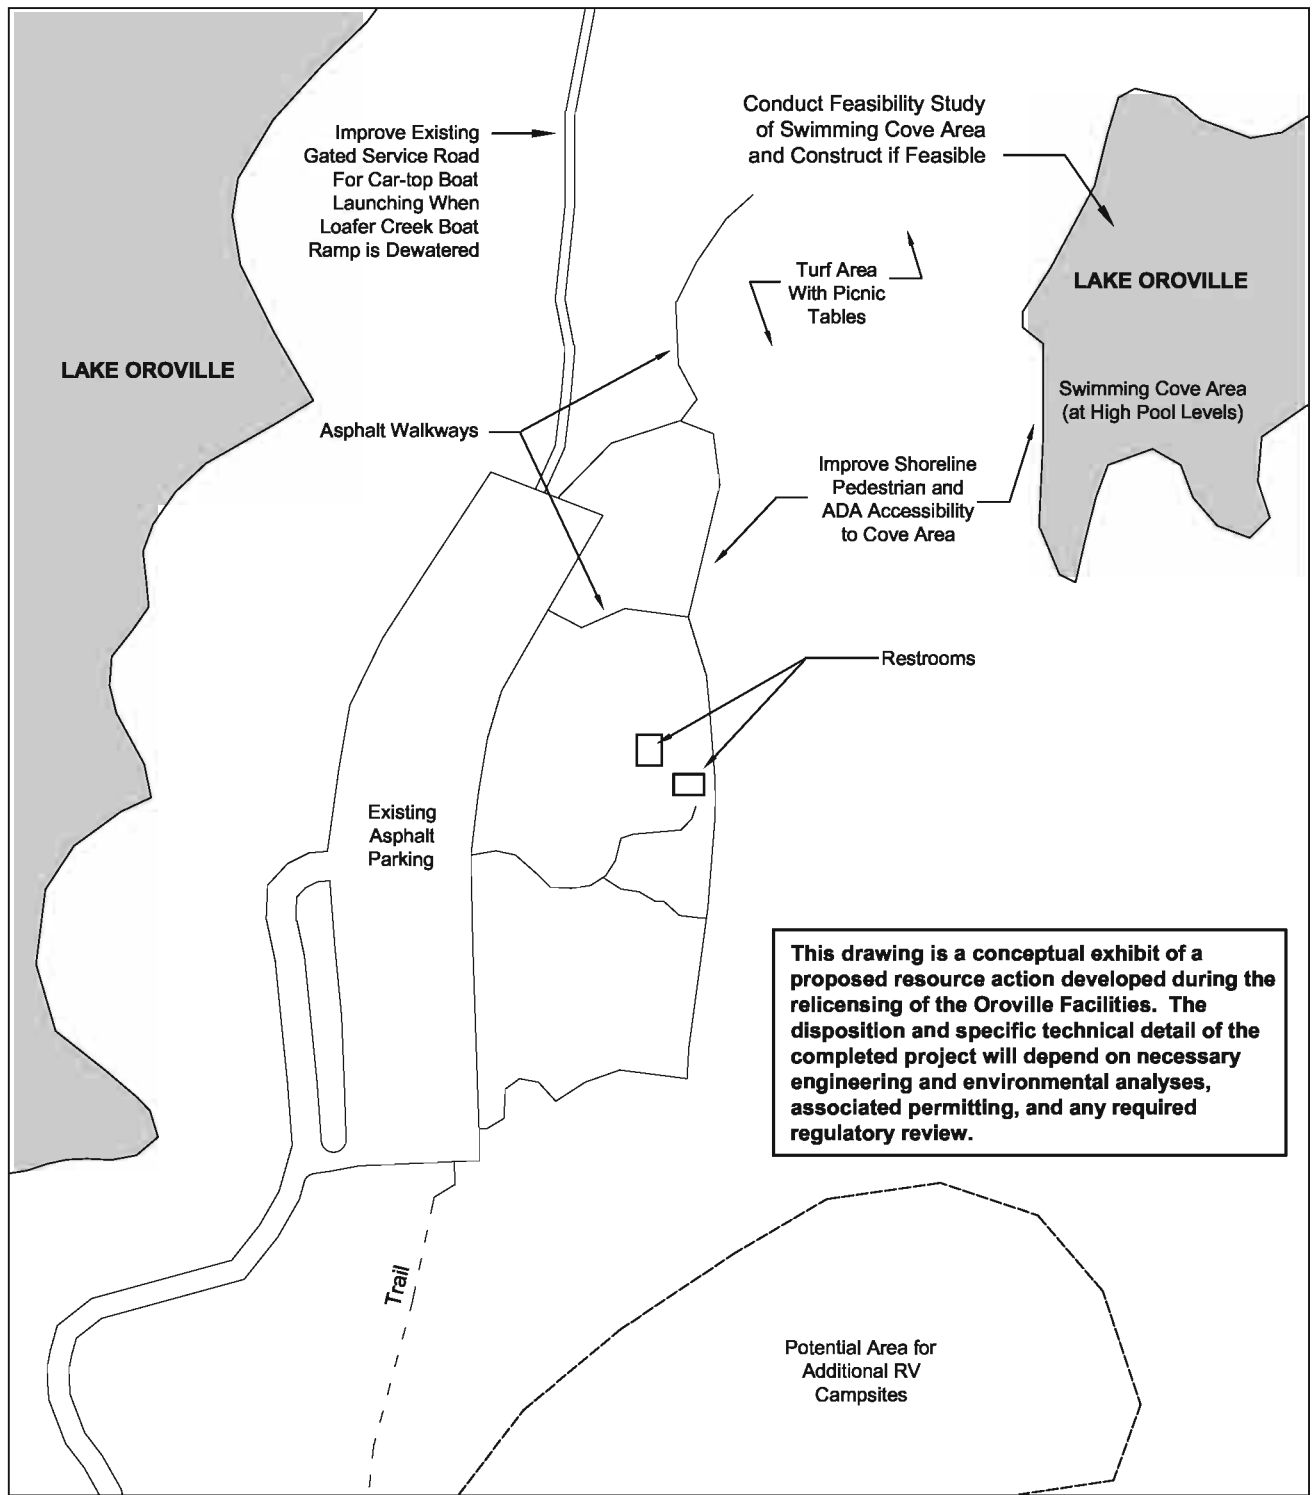 Improve Existing
Gated Service Road
For Car-top Boat
Launching When
Loafer Creek Boat
Ramp is Dewatered
Conduct Feasibility Study
of Swimming Cove Area
and Construct if Feasible
Turf Area
With Picnic
Tables
LAKE OROVILLE
LAKE OROVILLE
Swimming Cove Area
(at High Pool Levels)
Asphalt Walkways
Improve Shoreline
Pedestrian and
ADA Accessibility
to Cove Area
Restrooms
Existing
Asphalt
Parking
This drawing is a conceptual exhibit of a
proposed resource action developed during the
relicensing of the Oroville Facilities. The
disposition and specific technical detail of the
completed project will depend on necessary
engineering and environmental analyses,
associated permitting, and any required
regulatory review.
Trail
Potential Area for
Additional RV
Campsites